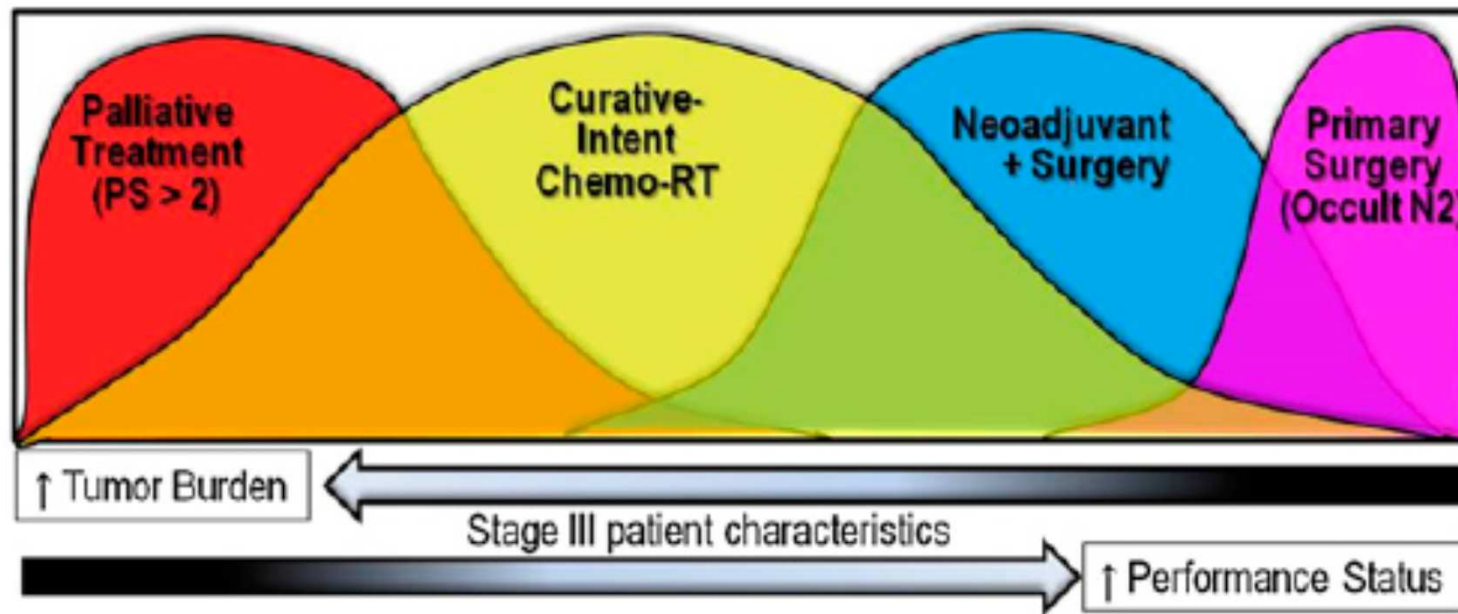 Palliative
Treatment
(PS > 2)
Curative-
Intent
Chemo-RT
Neoadjuvant
+ Surgery
Primary
Surgery
(Occult N2)
↑ Tumor Burden
Stage III patient characteristics
↑ Performance Status